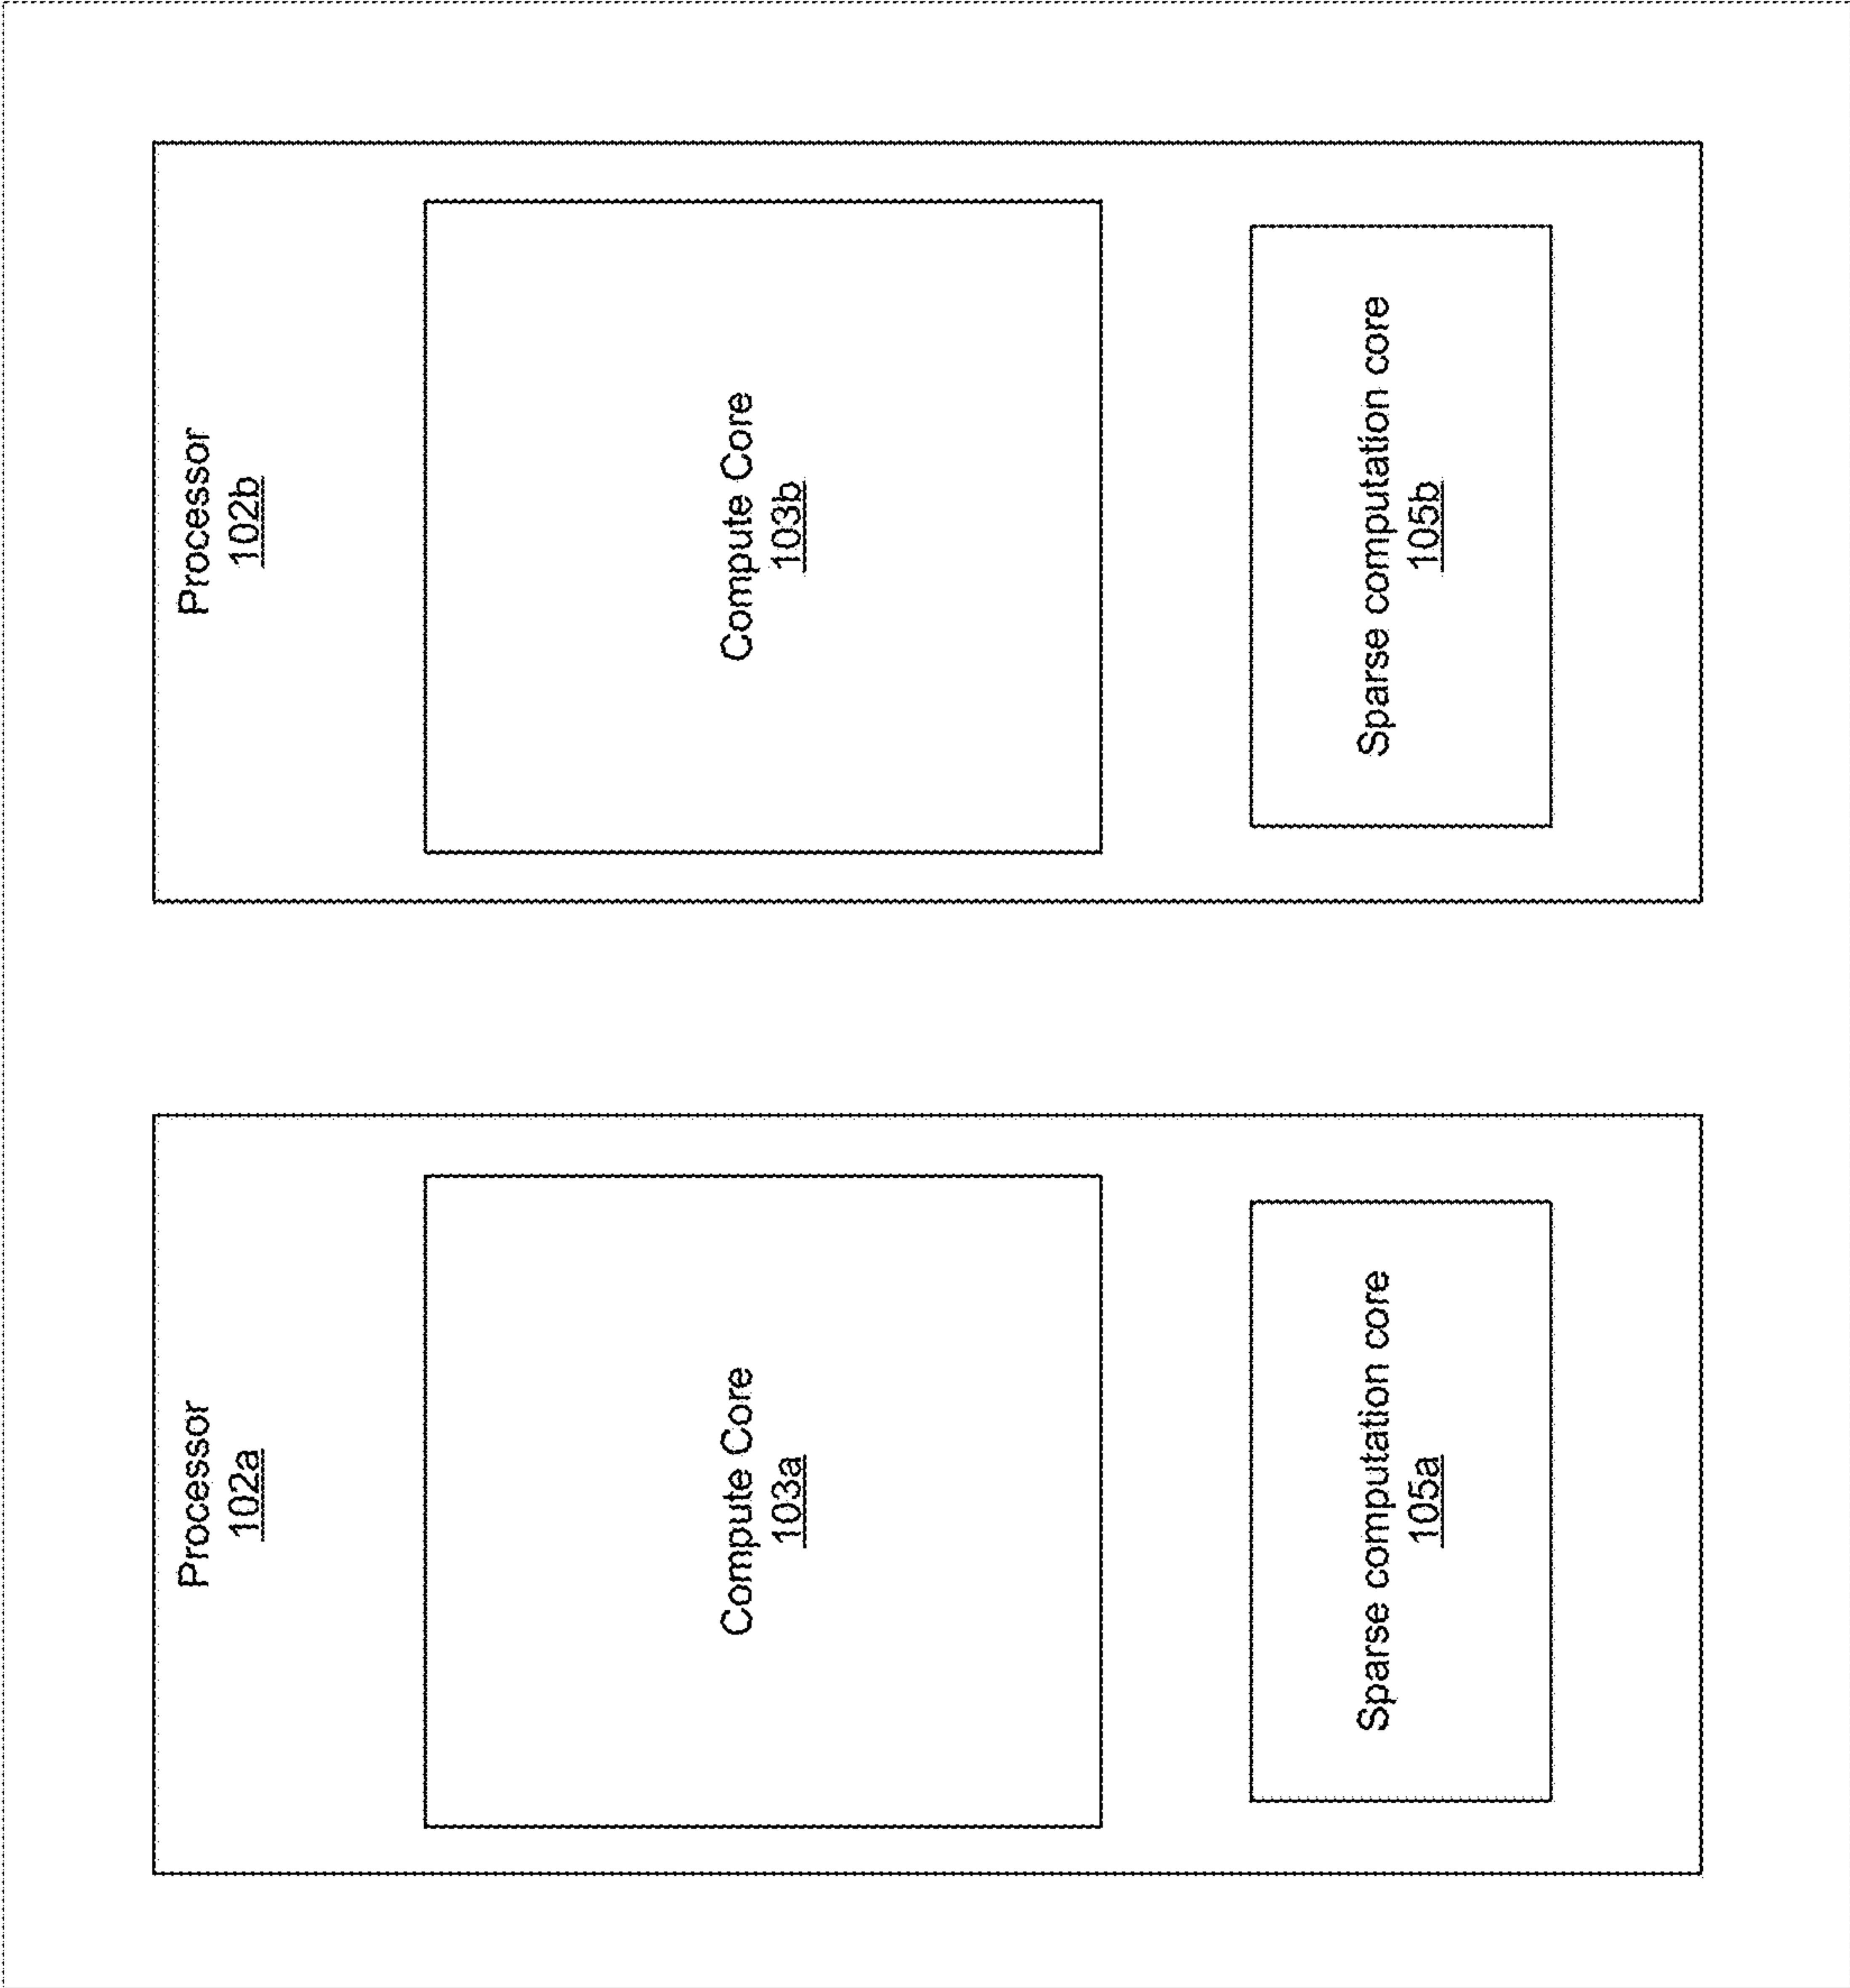 Processor
102a
Compute Core
103a
Sparse computation core
105a
Processor
102b
Compute Core
103b
Sparse computation core
105b